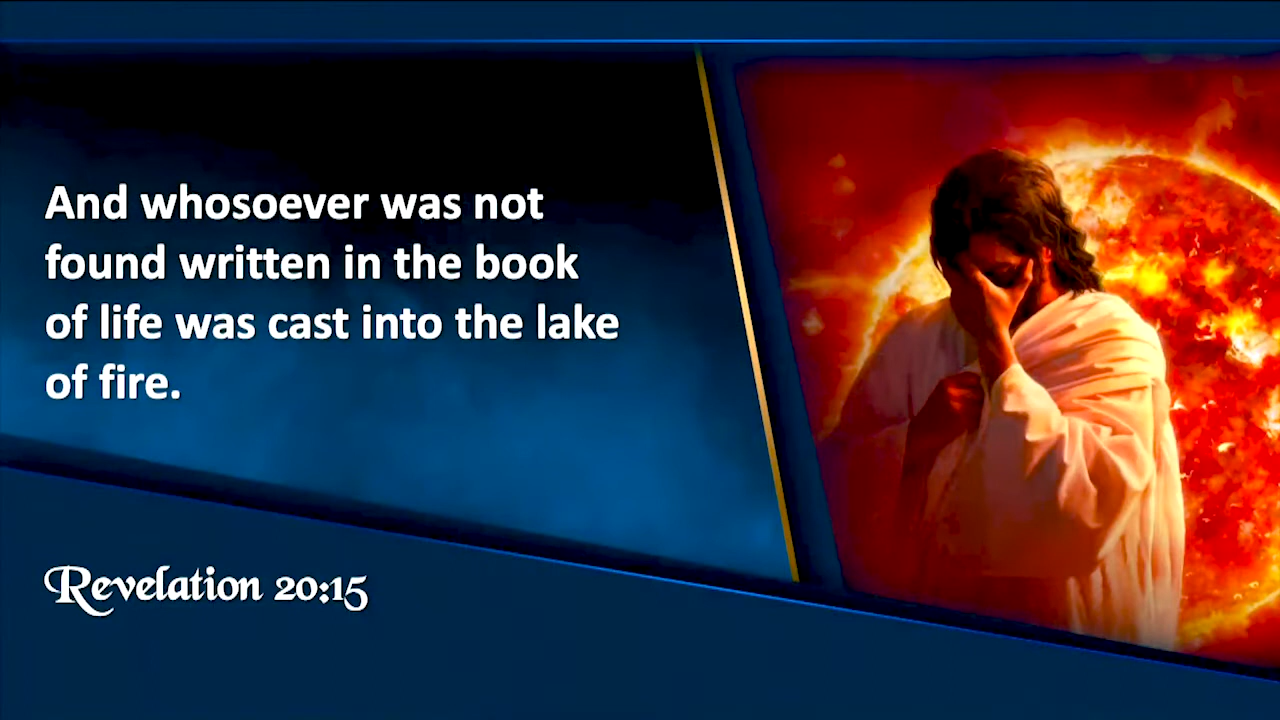 And whosoever was not
found written in the book
of life was cast into the lake
of fire.
Revelation 20:15